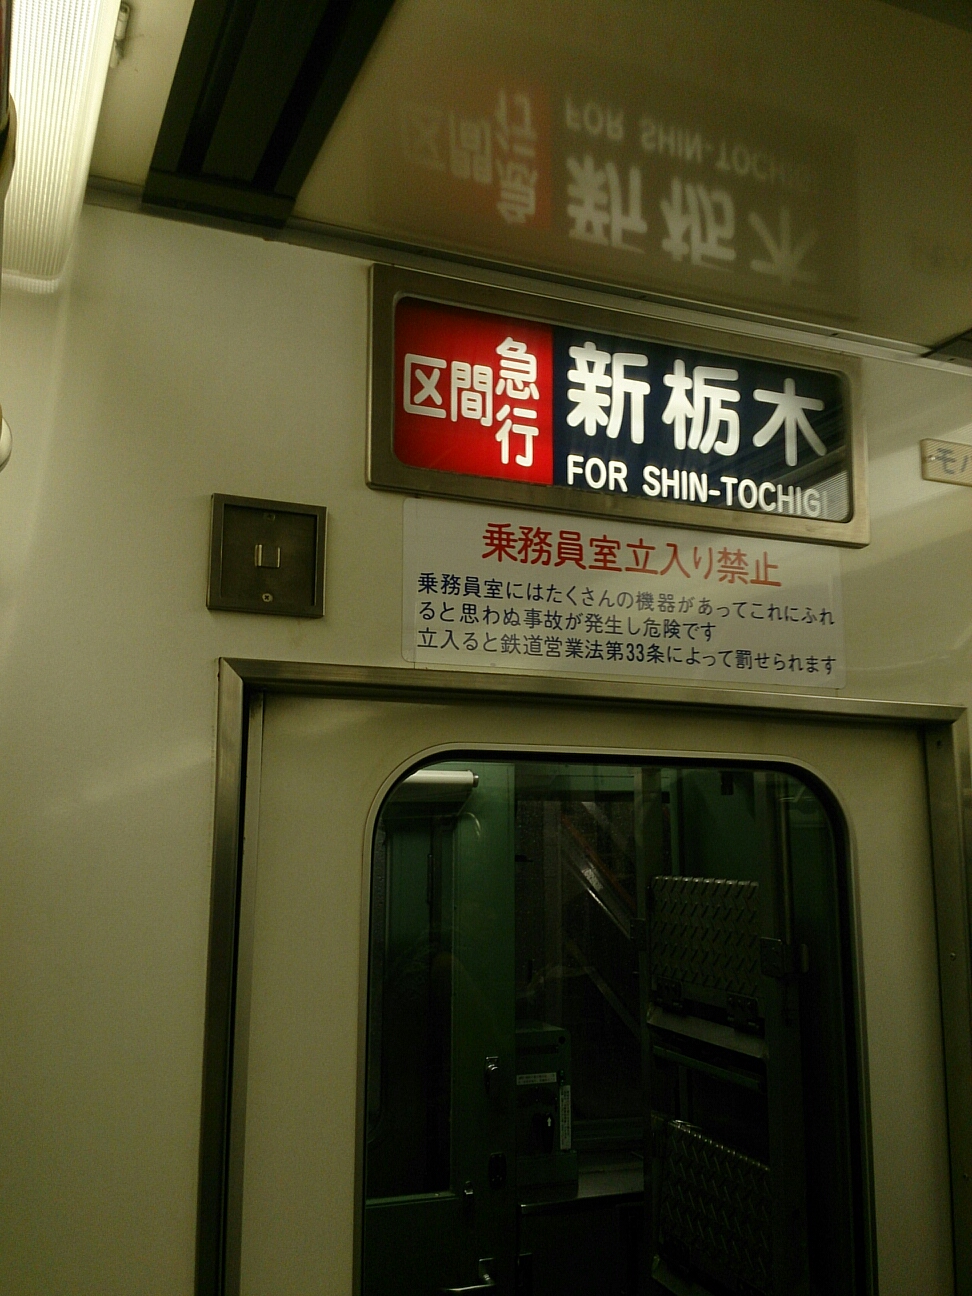 区間急行 新栃木
FOR SHIN-TOCHIGI
乗務員室立入り禁止
乗務員室にはたくさんの機器があってこれにふれ
ると思わぬ事故が発生し危険です
立入ると鉄道営業法第33条によって罰せられます
モハ